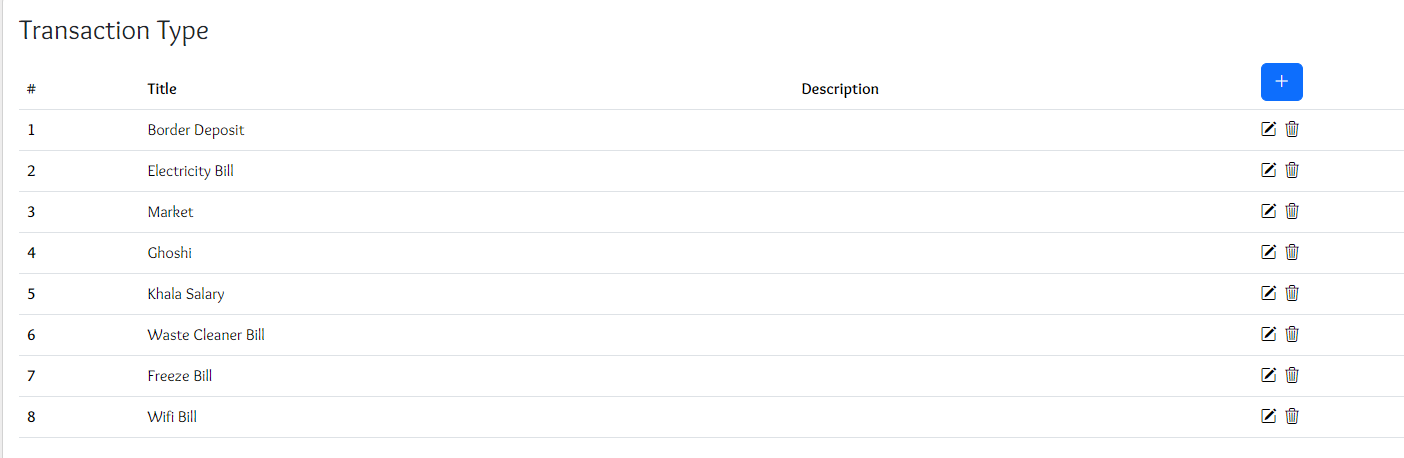 Transaction Type
# Title Description +
1 Border Deposit
2 Electricity Bill
3 Market
4 Ghoshi
5 Khala Salary
6 Waste Cleaner Bill
7 Freeze Bill
8 Wifi Bill